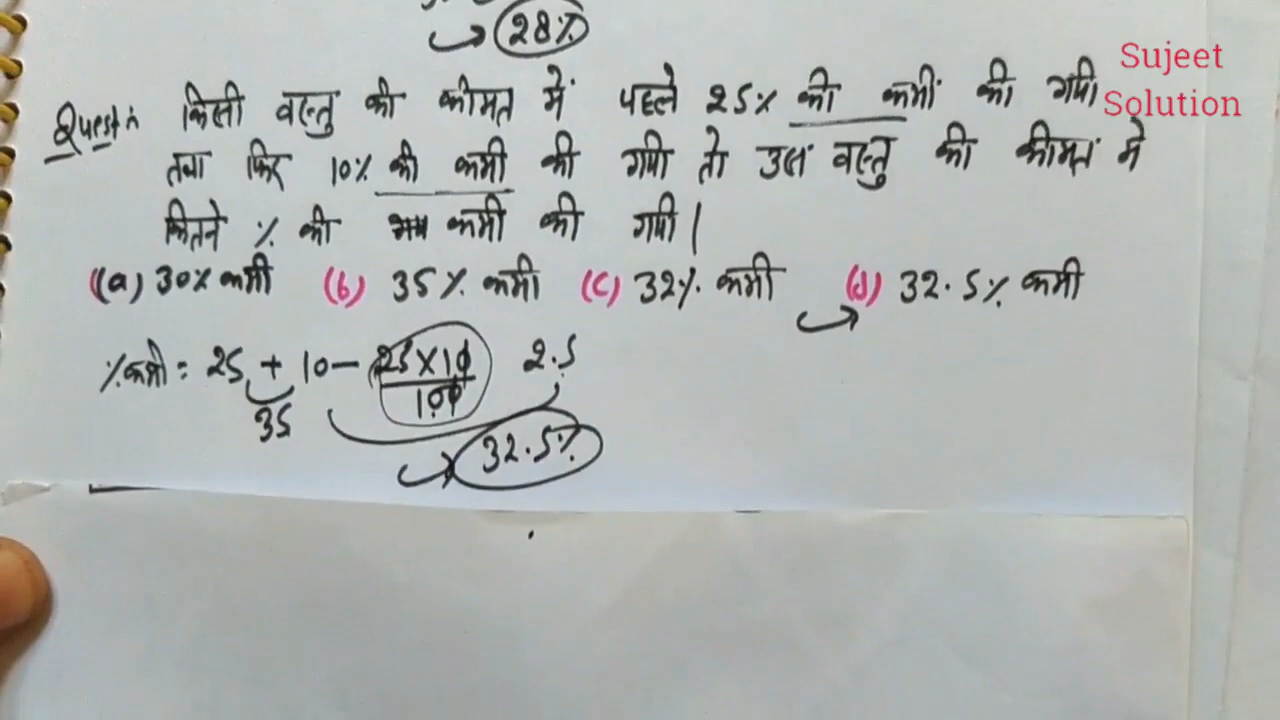 28%
Sujeet
Solution
Questn: किसी वस्तु की कीमत में पहले 25% की कमीं की गयी
तथा फिर 10% की कमी की गयी तो उस वस्तु की कीमत में
कितने % की कमी की गयी।
(a) 30% कमी (b) 35% कमी (c) 32% कमी (d) 32.5% कमी
% कमी = 25 + 10 - 25×10/100 2.5
35
32.5%